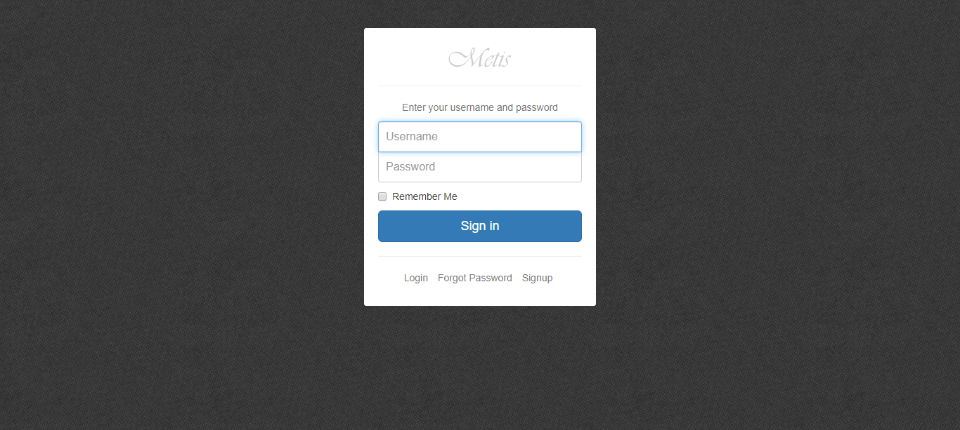 Metis
Enter your username and password
Username
Password
Remember Me
Sign in
Login Forgot Password Signup